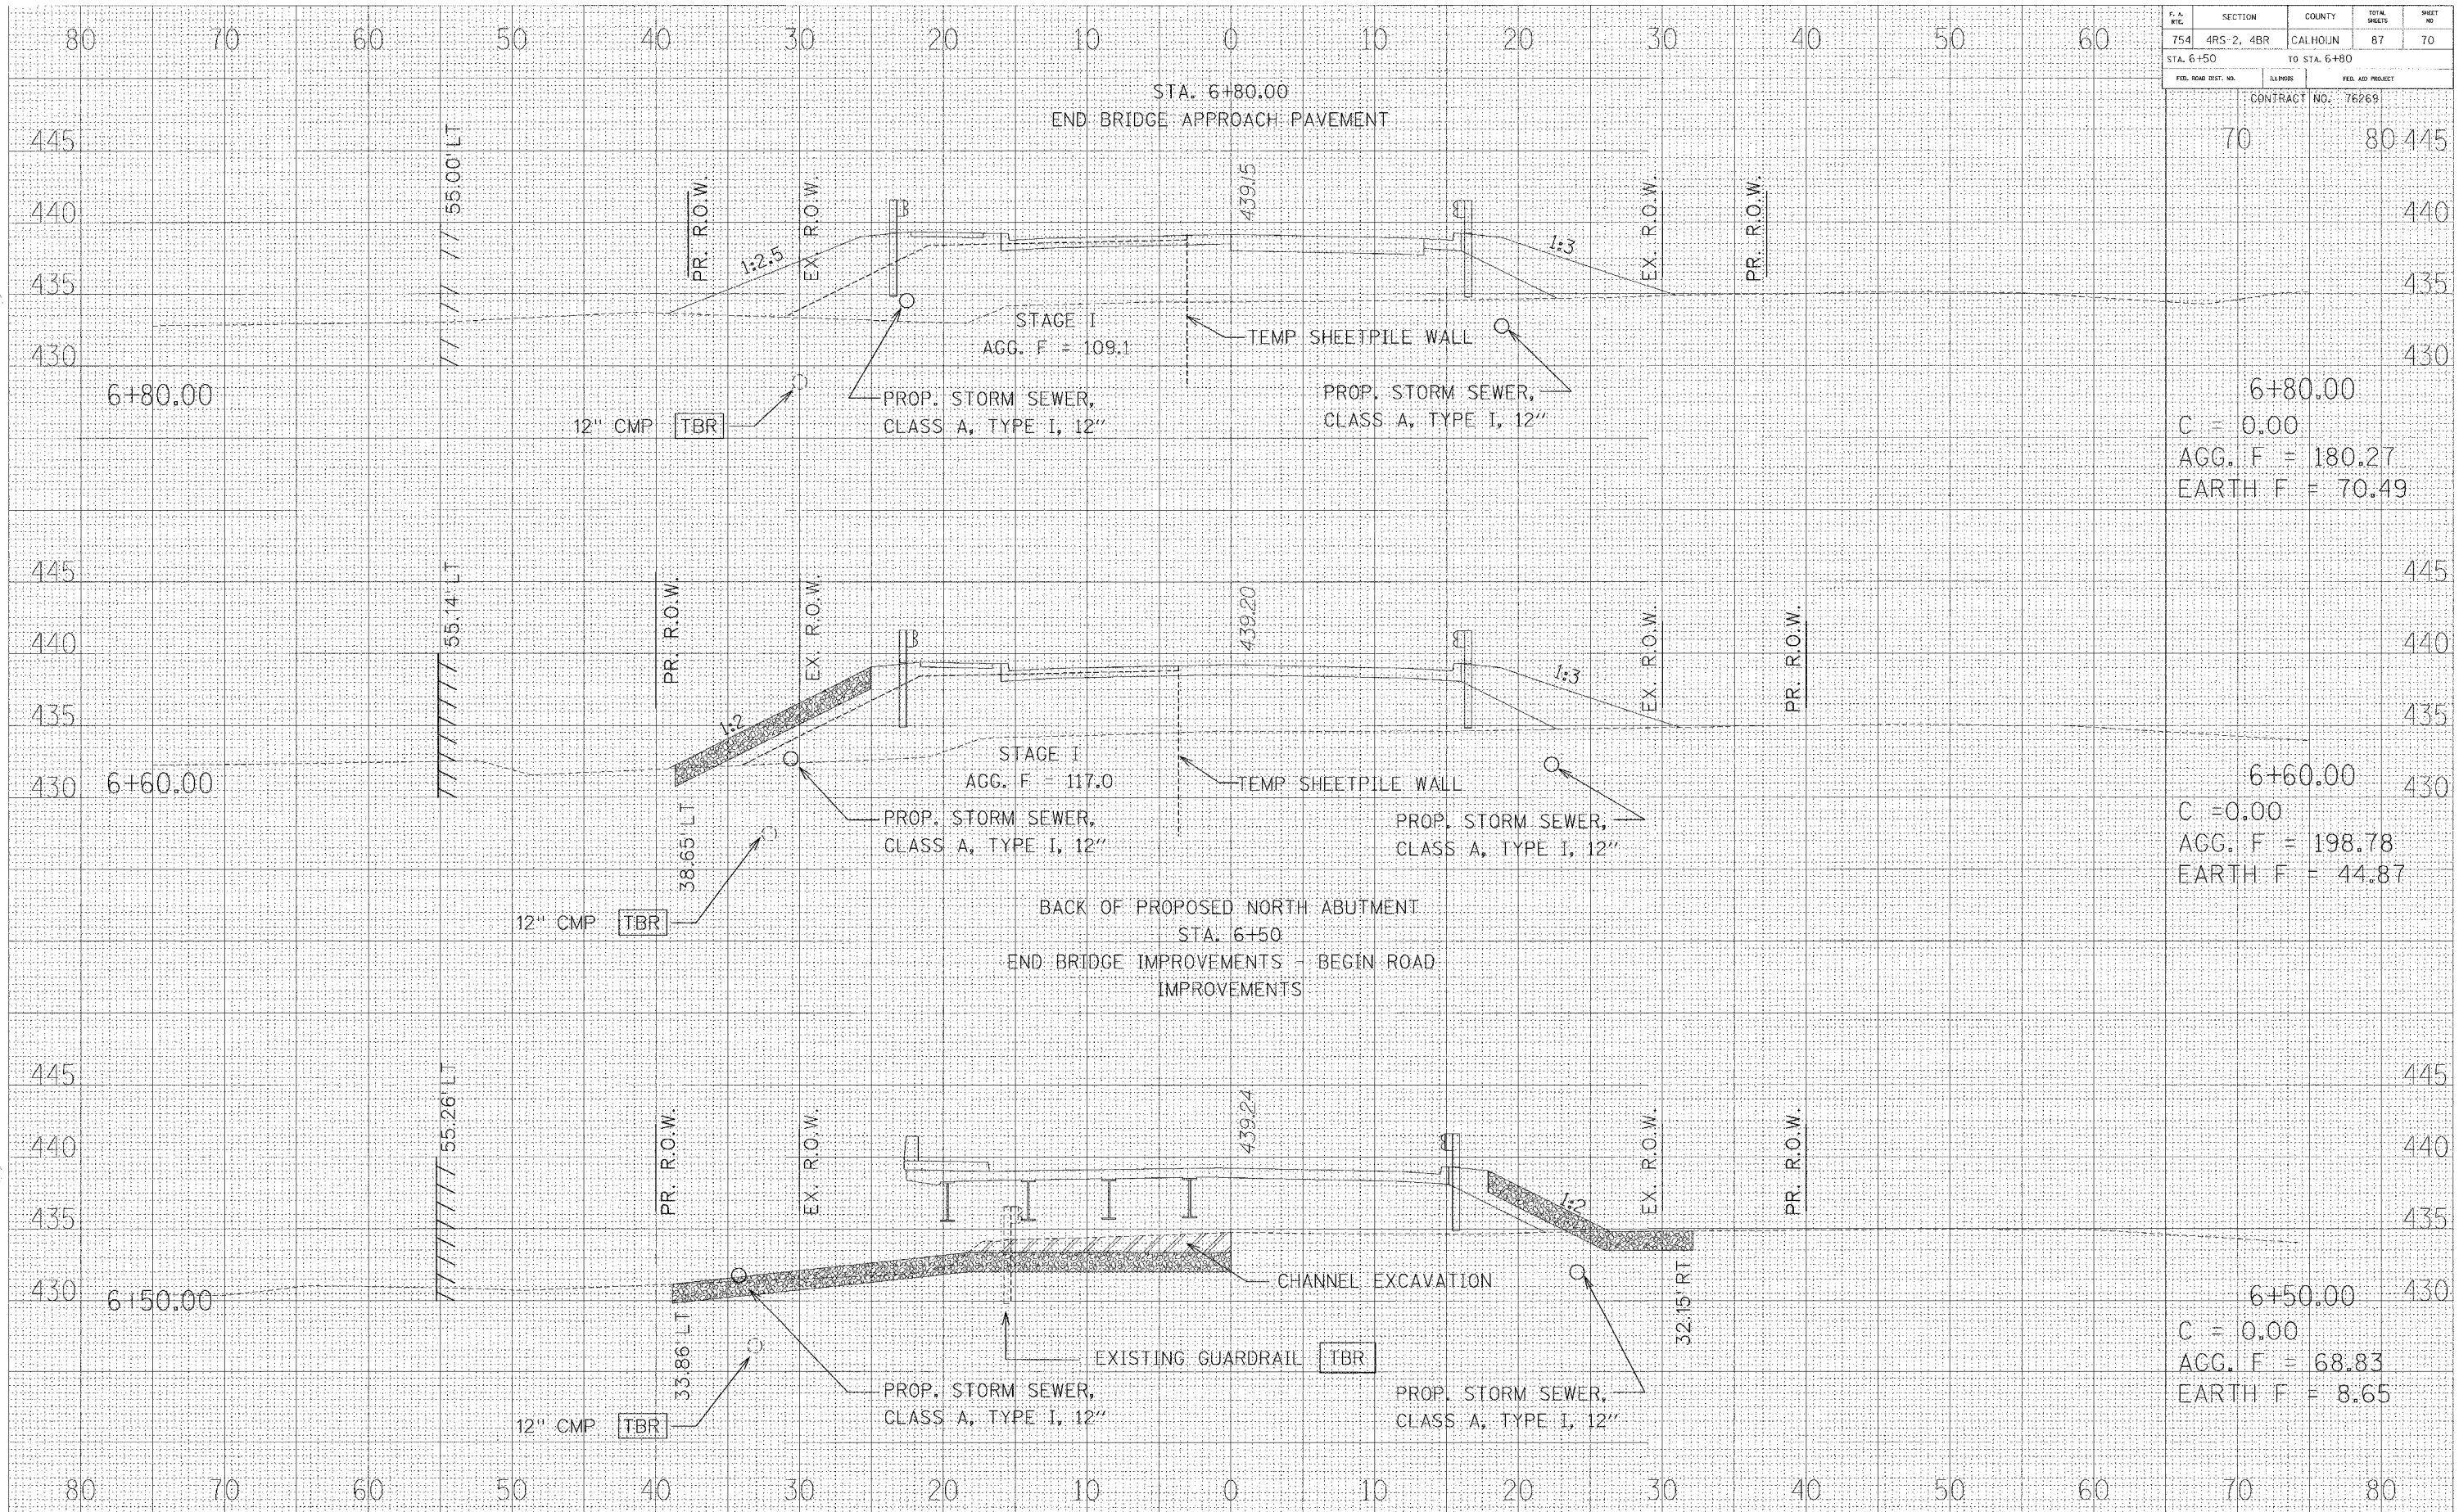 80 70 60 50 40 30 20 10 0 10 20 30 40 50 60
F. A. RTE. SECTION COUNTY TOTAL SHEETS SHEET NO
754 4RS-2, 4BR CALHOUN 87 70
STA. 6+50 TO STA. 6+80
FED. ROAD DIST. NO. ILLINOIS FED. AID PROJECT
CONTRACT NO. 76269
70 80
STA. 6+80.00
END BRIDGE APPROACH PAVEMENT
445 445
440 440
435 435
430 430
55.00' LT
PR. R.O.W.
EX. R.O.W.
439.15
EX. R.O.W.
PR. R.O.W.
1:2.5
1:3
STAGE I
AGG. F = 109.1
TEMP SHEETPILE WALL
6+80.00
12" CMP TBR
PROP. STORM SEWER,
CLASS A, TYPE I, 12"
PROP. STORM SEWER,
CLASS A, TYPE I, 12"
6+80.00
C = 0.00
AGG. F = 180.27
EARTH F = 70.49
445 445
440 440
435 435
430 430
55.14' LT
PR. R.O.W.
EX. R.O.W.
439.20
EX. R.O.W.
PR. R.O.W.
1:2
1:3
STAGE I
AGG. F = 117.0
TEMP SHEETPILE WALL
6+60.00
38.65' LT
12" CMP TBR
PROP. STORM SEWER,
CLASS A, TYPE I, 12"
PROP. STORM SEWER,
CLASS A, TYPE I, 12"
6+60.00
C =0.00
AGG. F = 198.78
EARTH F = 44.87
BACK OF PROPOSED NORTH ABUTMENT
STA. 6+50
END BRIDGE IMPROVEMENTS - BEGIN ROAD
IMPROVEMENTS
445 445
440 440
435 435
430 430
55.26' LT
PR. R.O.W.
EX. R.O.W.
439.24
EX. R.O.W.
PR. R.O.W.
1:2
CHANNEL EXCAVATION
6+50.00
33.86' LT
32.15' RT
EXISTING GUARDRAIL TBR
12" CMP TBR
PROP. STORM SEWER,
CLASS A, TYPE I, 12"
PROP. STORM SEWER,
CLASS A, TYPE I, 12"
6+50.00
C = 0.00
AGG. F = 68.83
EARTH F = 8.65
80 70 60 50 40 30 20 10 0 10 20 30 40 50 60 70 80